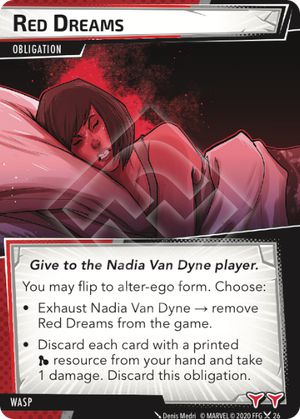 RED DREAMS
OBLIGATION
Give to the Nadia Van Dyne player.
You may flip to alter-ego form. Choose:
• Exhaust Nadia Van Dyne → remove
Red Dreams from the game.
• Discard each card with a printed
resource from your hand and take
1 damage. Discard this obligation.
WASP
Denis Medri © MARVEL © 2020 FFG 26